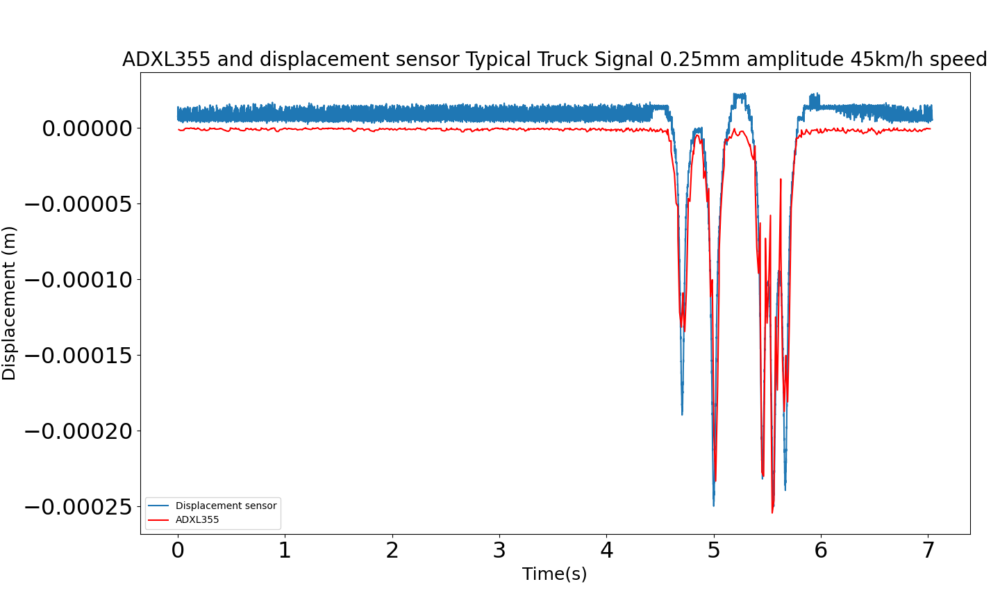 ADXL355 and displacement sensor Typical Truck Signal 0.25mm amplitude 45km/h speed
Displacement (m)
0.00000
−0.00005
−0.00010
−0.00015
−0.00020
−0.00025
Displacement sensor
ADXL355
0 1 2 3 4 5 6 7
Time(s)